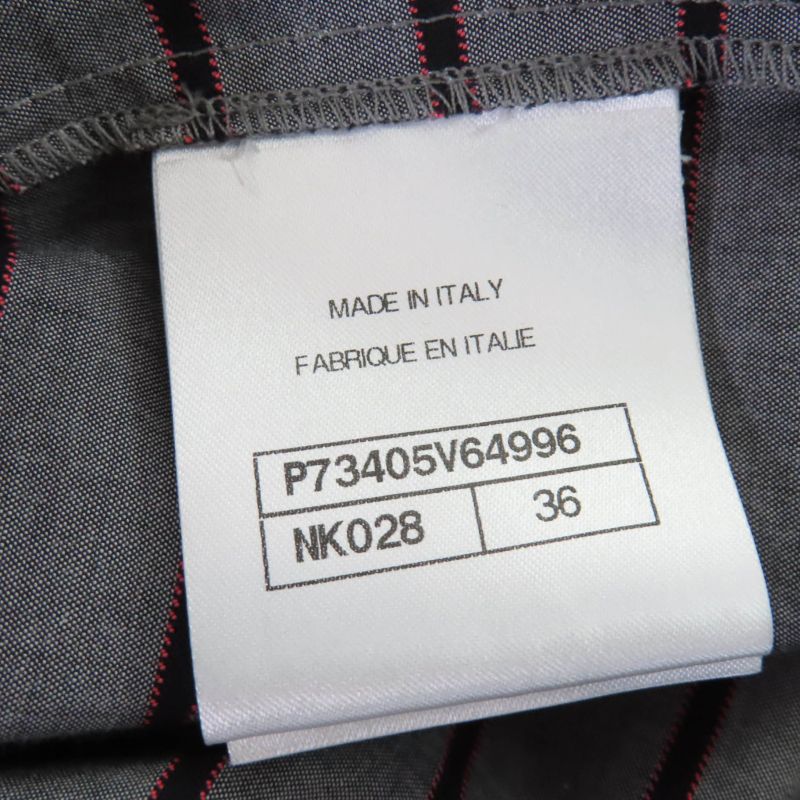 MADE IN ITALY
FABRIQUE EN ITALIE
P73405V64996
NK028 36